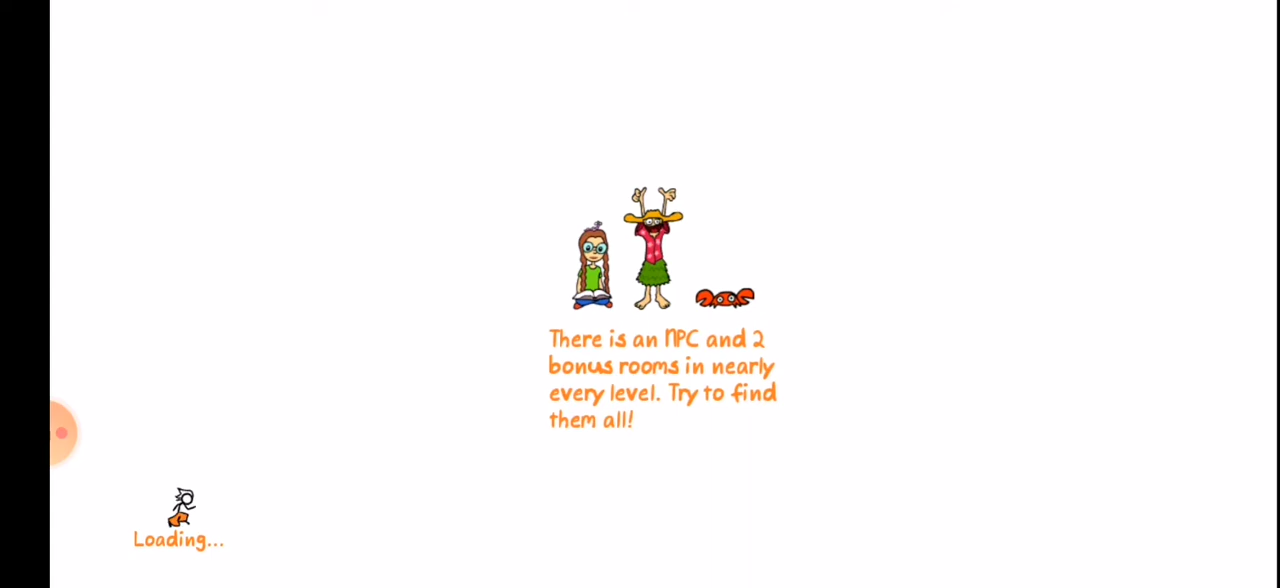 There is an NPC and 2
bonus rooms in nearly
every level. Try to find
them all!
Loading...